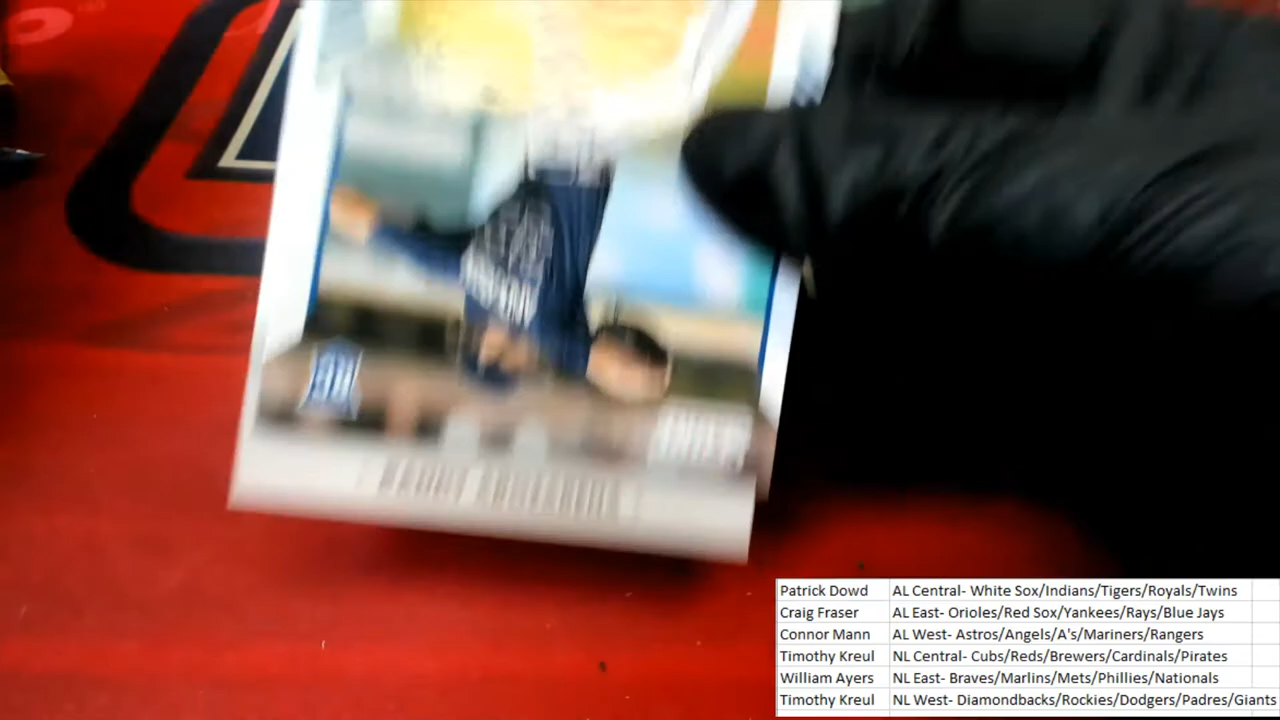 Patrick Dowd AL Central- White Sox/Indians/Tigers/Royals/Twins
Craig Fraser AL East- Orioles/Red Sox/Yankees/Rays/Blue Jays
Connor Mann AL West- Astros/Angels/A's/Mariners/Rangers
Timothy Kreul NL Central- Cubs/Reds/Brewers/Cardinals/Pirates
William Ayers NL East- Braves/Marlins/Mets/Phillies/Nationals
Timothy Kreul NL West- Diamondbacks/Rockies/Dodgers/Padres/Giants